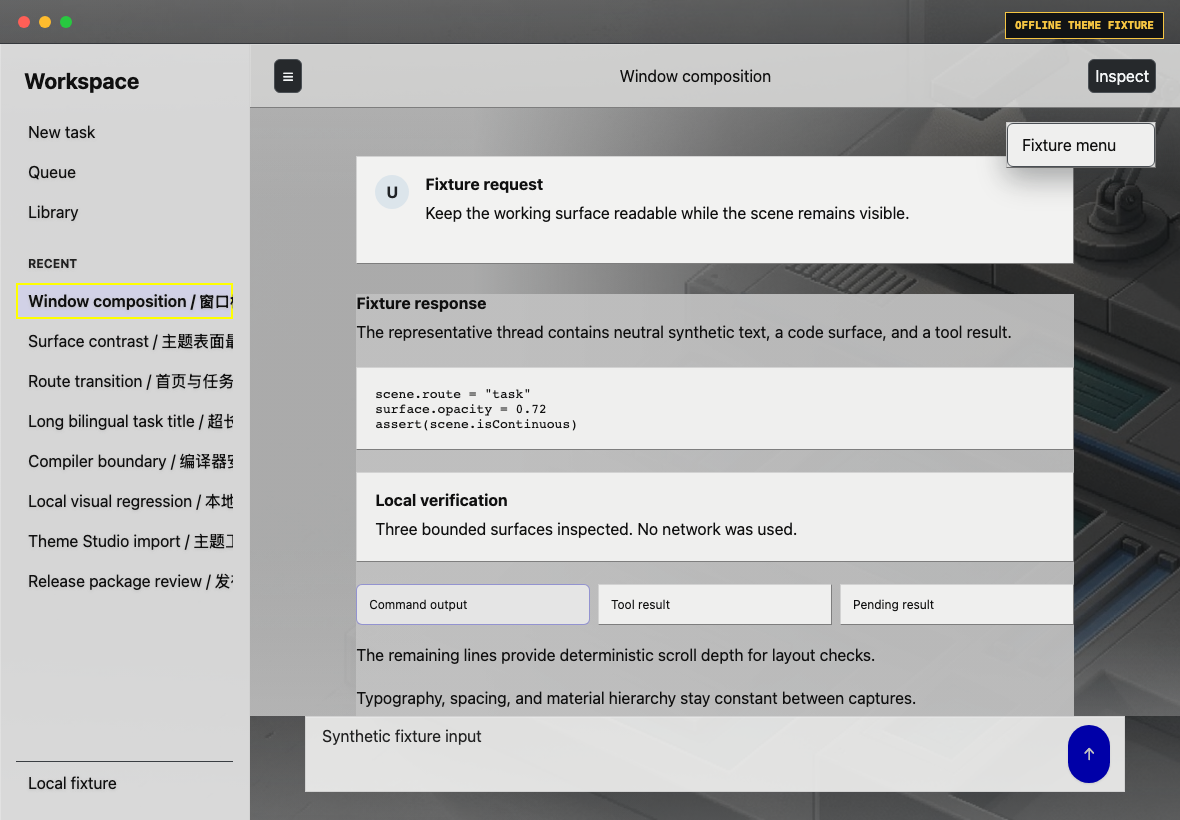 OFFLINE THEME FIXTURE
Workspace
New task
Queue
Library
RECENT
Window composition / 窗口
Surface contrast / 主题表面最
Route transition / 首页与任务
Long bilingual task title / 超长
Compiler boundary / 编译器安
Local visual regression / 本地
Theme Studio import / 主题工
Release package review / 发布
Local fixture
Window composition
Inspect
Fixture menu
U
Fixture request
Keep the working surface readable while the scene remains visible.
Fixture response
The representative thread contains neutral synthetic text, a code surface, and a tool result.
scene.route = "task"
surface.opacity = 0.72
assert(scene.isContinuous)
Local verification
Three bounded surfaces inspected. No network was used.
Command output
Tool result
Pending result
The remaining lines provide deterministic scroll depth for layout checks.
Typography, spacing, and material hierarchy stay constant between captures.
Synthetic fixture input